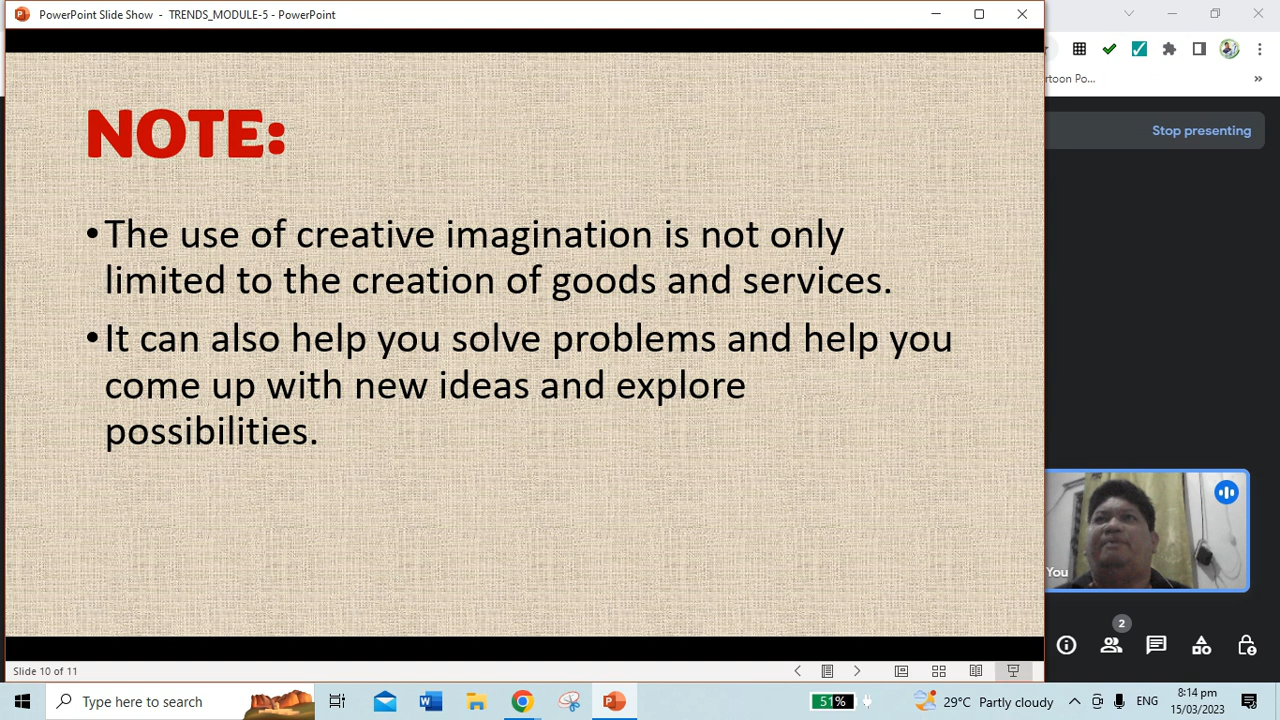 PowerPoint Slide Show - TRENDS_MODULE-5 - PowerPoint
rtoon Po...
»
Stop presenting
NOTE:
•The use of creative imagination is not only
limited to the creation of goods and services.
•It can also help you solve problems and help you
come up with new ideas and explore
possibilities.
You
2
Slide 10 of 11
Type here to search
51%
29°C Partly cloudy
ENG
8:14 pm
15/03/2023